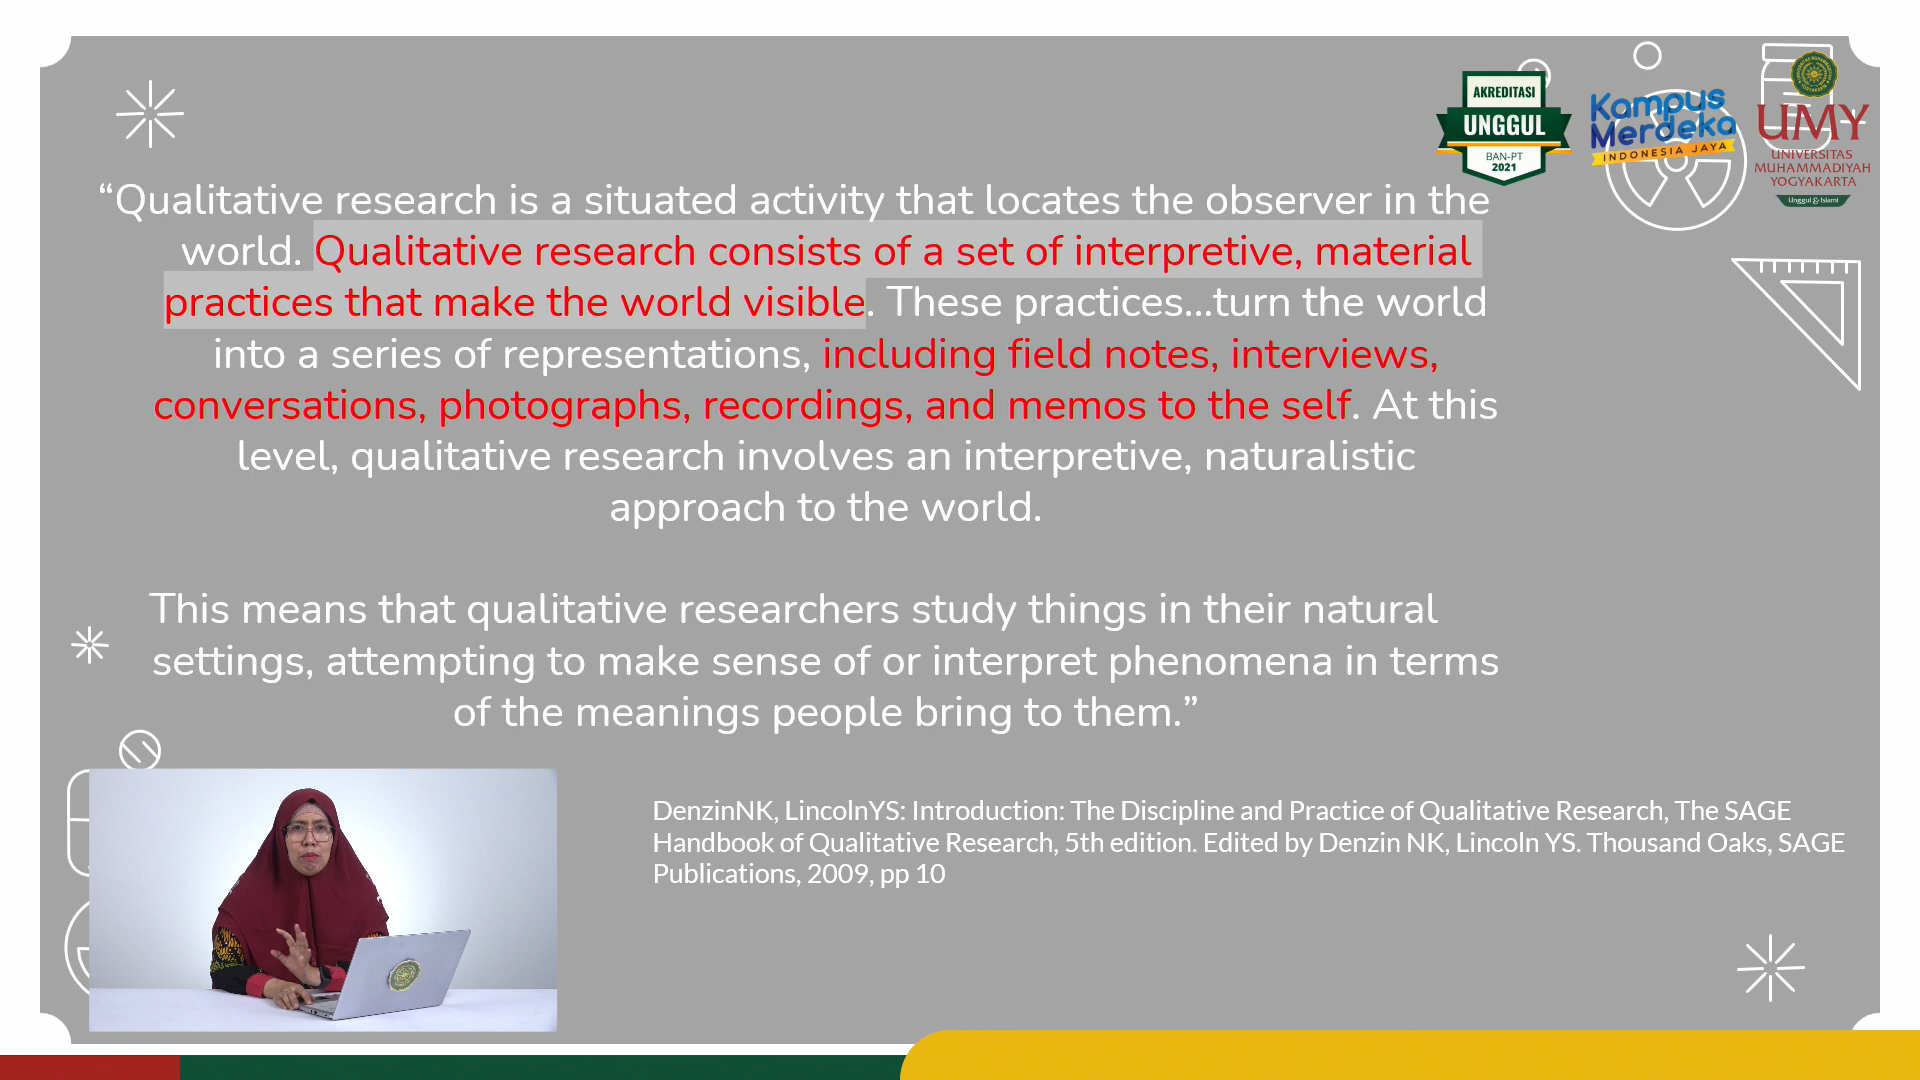 AKREDITASI
UNGGUL
BAN-PT
2021
Kampus
Merdeka
INDONESIA JAYA
UMY
UNIVERSITAS
MUHAMMADIYAH
YOGYAKARTA
Unggul & Islami
“Qualitative research is a situated activity that locates the observer in the
world. Qualitative research consists of a set of interpretive, material
practices that make the world visible. These practices...turn the world
into a series of representations, including field notes, interviews,
conversations, photographs, recordings, and memos to the self. At this
level, qualitative research involves an interpretive, naturalistic
approach to the world.
This means that qualitative researchers study things in their natural
settings, attempting to make sense of or interpret phenomena in terms
of the meanings people bring to them.”
DenzinNK, LincolnYS: Introduction: The Discipline and Practice of Qualitative Research, The SAGE
Handbook of Qualitative Research, 5th edition. Edited by Denzin NK, Lincoln YS. Thousand Oaks, SAGE
Publications, 2009, pp 10